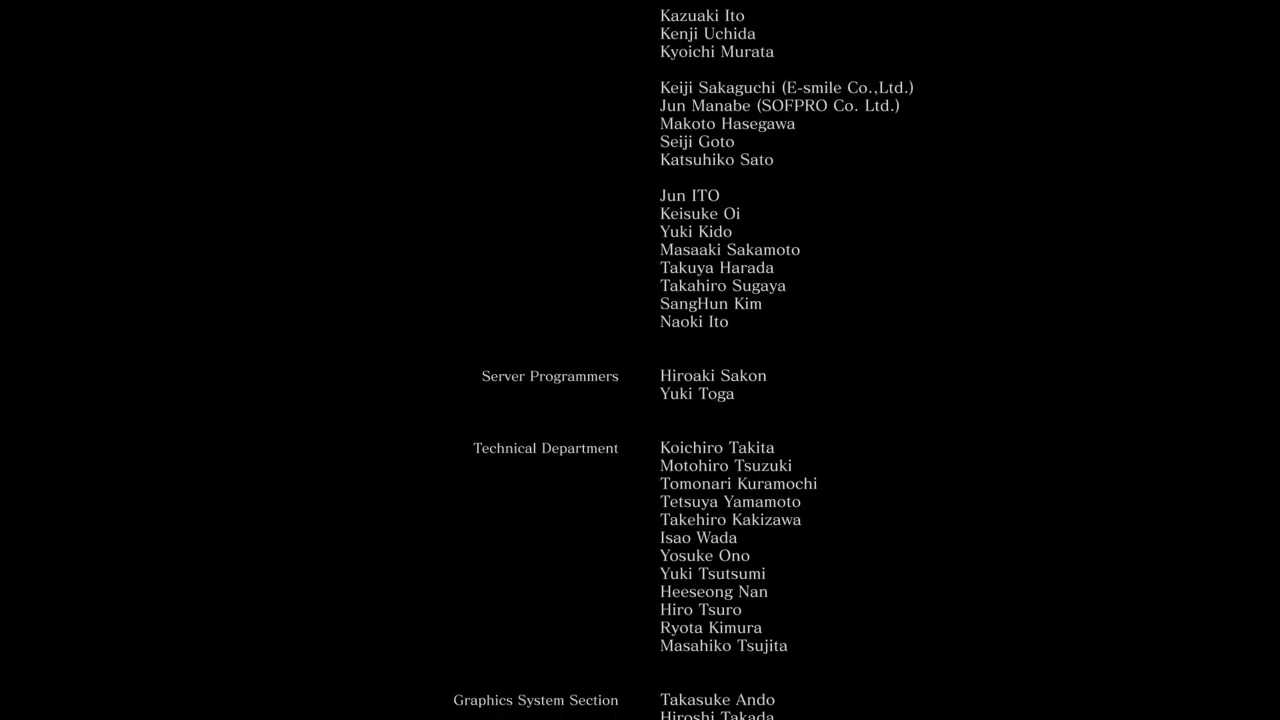 Kazuaki Ito
Kenji Uchida
Kyoichi Murata
Keiji Sakaguchi (E-smile Co.,Ltd.)
Jun Manabe (SOFPRO Co. Ltd.)
Makoto Hasegawa
Seiji Goto
Katsuhiko Sato
Jun ITO
Keisuke Oi
Yuki Kido
Masaaki Sakamoto
Takuya Harada
Takahiro Sugaya
SangHun Kim
Naoki Ito
Server Programmers Hiroaki Sakon
Yuki Toga
Technical Department Koichiro Takita
Motohiro Tsuzuki
Tomonari Kuramochi
Tetsuya Yamamoto
Takehiro Kakizawa
Isao Wada
Yosuke Ono
Yuki Tsutsumi
Heeseong Nan
Hiro Tsuro
Ryota Kimura
Masahiko Tsujita
Graphics System Section Takasuke Ando
Hiroshi Takada